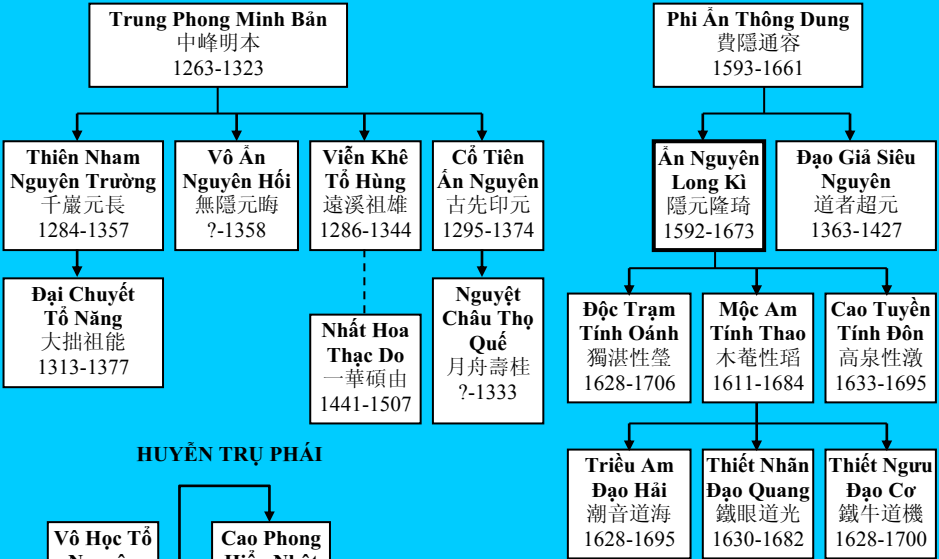 Trung Phong Minh Bản
中峰明本
1263-1323
Phi Ẩn Thông Dung
費隱通容
1593-1661
Thiên Nham
Nguyên Trường
千巖元長
1284-1357
Vô Ẩn
Nguyên Hối
無隱元晦
?-1358
Viễn Khê
Tổ Hùng
遠溪祖雄
1286-1344
Cổ Tiên
Ấn Nguyên
古先印元
1295-1374
Ẩn Nguyên
Long Kì
隱元隆琦
1592-1673
Đạo Giả Siêu
Nguyên
道者超元
1363-1427
Đại Chuyết
Tổ Năng
大拙祖能
1313-1377
Nhất Hoa
Thạc Do
一華碩由
1441-1507
Nguyệt
Châu Thọ
Quế
月舟壽桂
?-1333
Độc Trạm
Tính Oánh
獨湛性瑩
1628-1706
Mộc Am
Tính Thao
木菴性瑫
1611-1684
Cao Tuyền
Tính Đôn
高泉性潡
1633-1695
HUYỄN TRỤ PHÁI
Triều Am
Đạo Hải
潮音道海
1628-1695
Thiết Nhãn
Đạo Quang
鐵眼道光
1630-1682
Thiết Ngưu
Đạo Cơ
鐵牛道機
1628-1700
Vô Học Tổ
Cao Phong